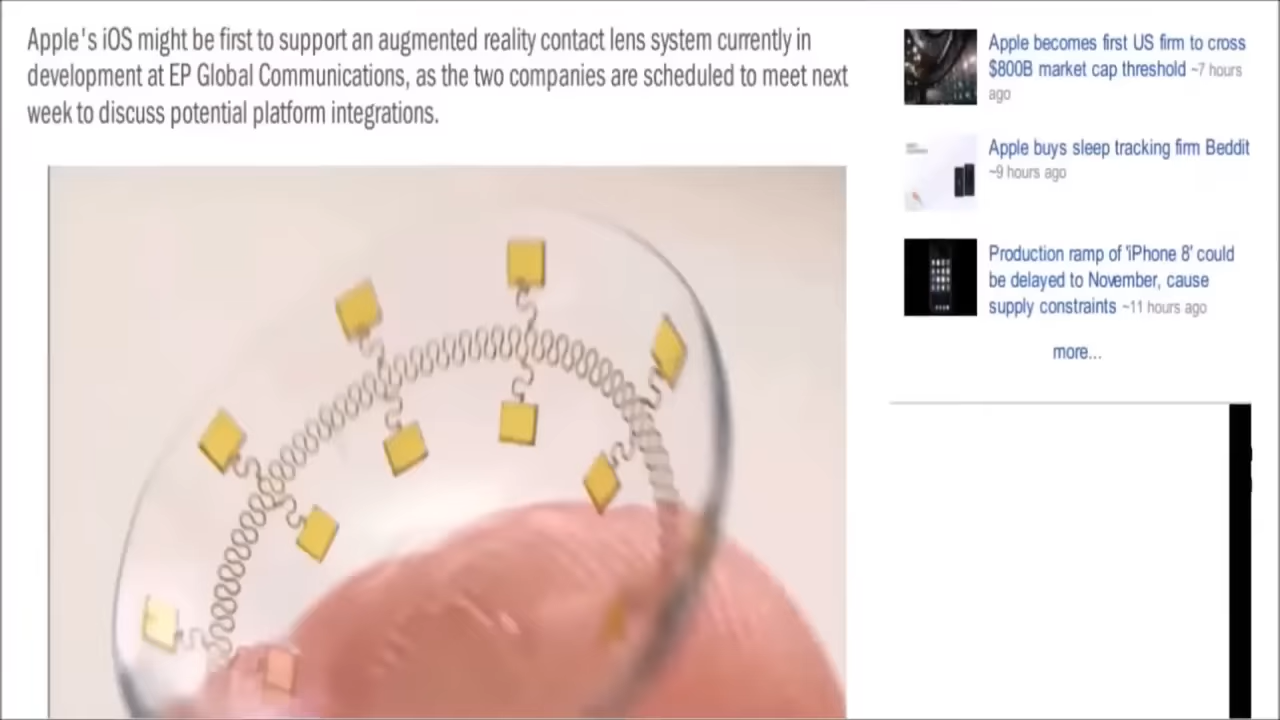 Apple's iOS might be first to support an augmented reality contact lens system currently in
development at EP Global Communications, as the two companies are scheduled to meet next
week to discuss potential platform integrations.
Apple becomes first US firm to cross
$800B market cap threshold ~7 hours
ago
Apple buys sleep tracking firm Beddit
~9 hours ago
Production ramp of 'iPhone 8' could
be delayed to November, cause
supply constraints ~11 hours ago
more...